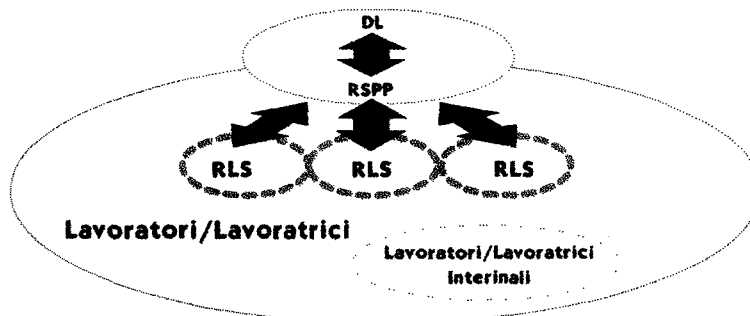 DL
RSPP
RLS RLS RLS
Lavoratori/Lavoratrici
Lavoratori/Lavoratrici
Interinali